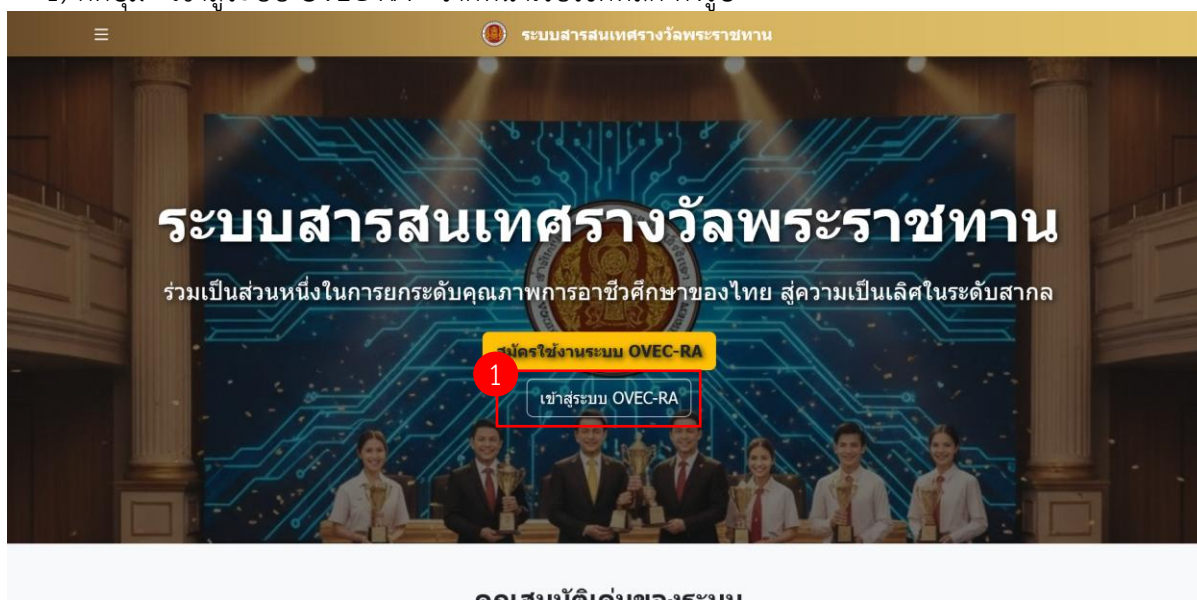 ระบบสารสนเทศรางวัลพระราชทาน
ระบบสารสนเทศรางวัลพระราชทาน
ร่วมเป็นส่วนหนึ่งในการยกระดับคุณภาพการอาชีวศึกษาของไทย สู่ความเป็นเลิศในระดับสากล
สมัครใช้งานระบบ OVEC-RA
1
เข้าสู่ระบบ OVEC-RA